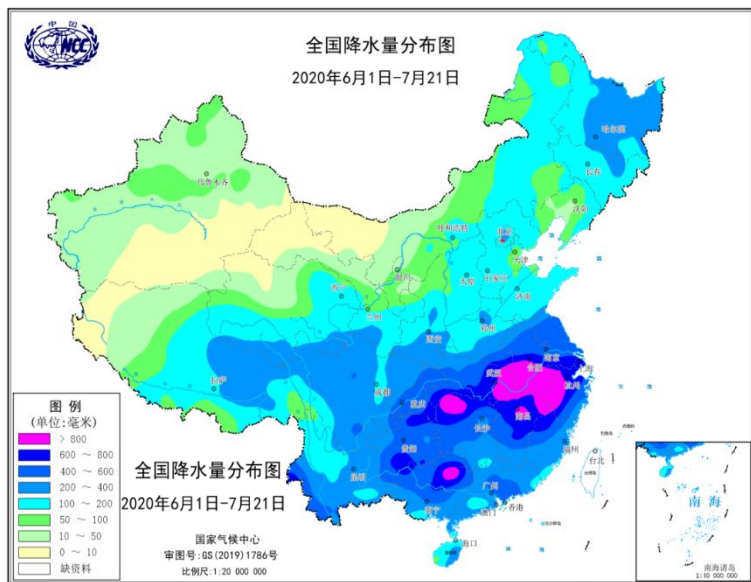 中国
NCC
全国降水量分布图
2020年6月1日-7月21日
哈尔滨
长春
乌鲁木齐
沈阳
呼和浩特
北京
天津
银川
太原
石家庄
济南
西宁
兰州
郑州
西安
南京
合肥
上海
拉萨
成都
武汉
杭州
重庆
南昌
长沙
贵阳
福州
台北
昆明
广州
南宁
澳门
香港
海口
图 例
(单位:毫米)
> 800
600 ～ 800
400 ～ 600
200 ～ 400
100 ～ 200
50 ～ 100
10 ～ 50
0 ～ 10
缺资料
全国降水量分布图
2020年6月1日-7月21日
国家气候中心
审图号:GS(2019)1786号
比例尺:1:20 000 000
南 海
南海诸岛
1:40 000 000